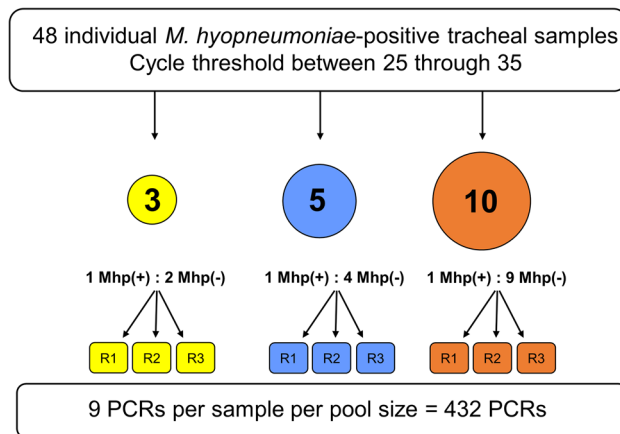 48 individual M. hyopneumoniae-positive tracheal samples
Cycle threshold between 25 through 35
3 5 10
1 Mhp(+) : 2 Mhp(-) 1 Mhp(+) : 4 Mhp(-) 1 Mhp(+) : 9 Mhp(-)
R1 R2 R3 R1 R2 R3 R1 R2 R3
9 PCRs per sample per pool size = 432 PCRs